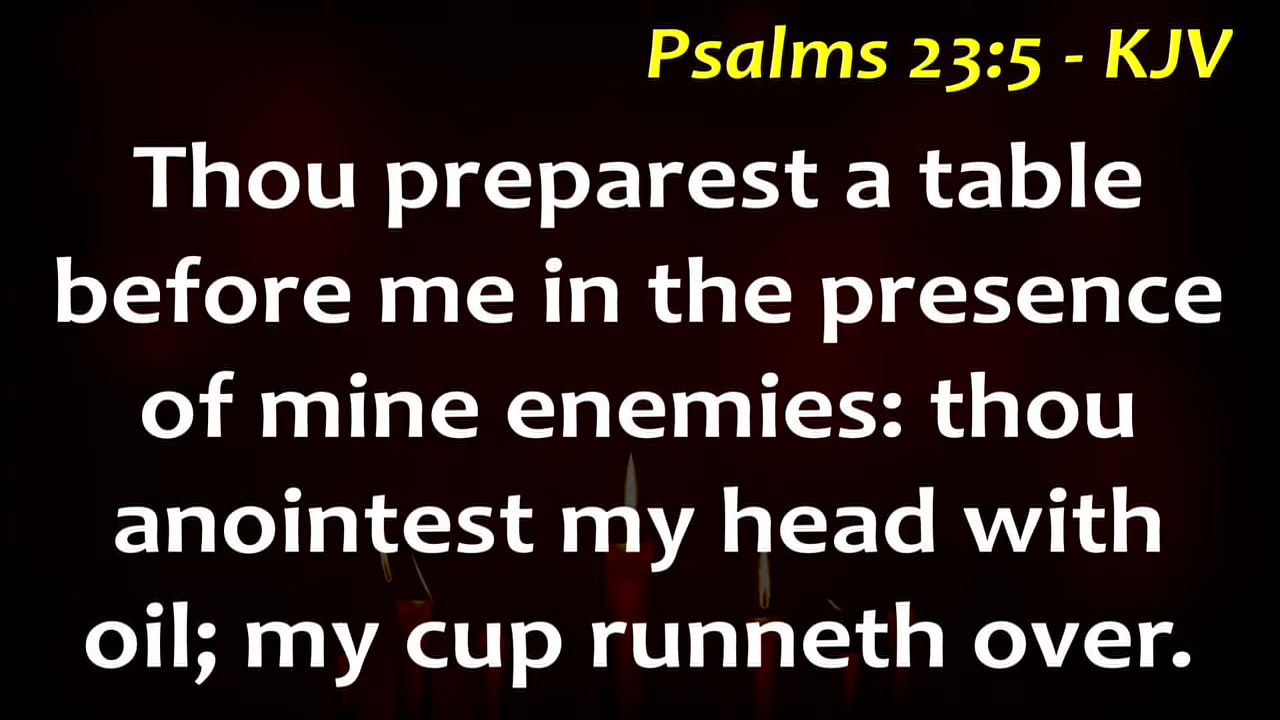 Psalms 23:5 - KJV
Thou preparest a table
before me in the presence
of mine enemies: thou
anointest my head with
oil; my cup runneth over.